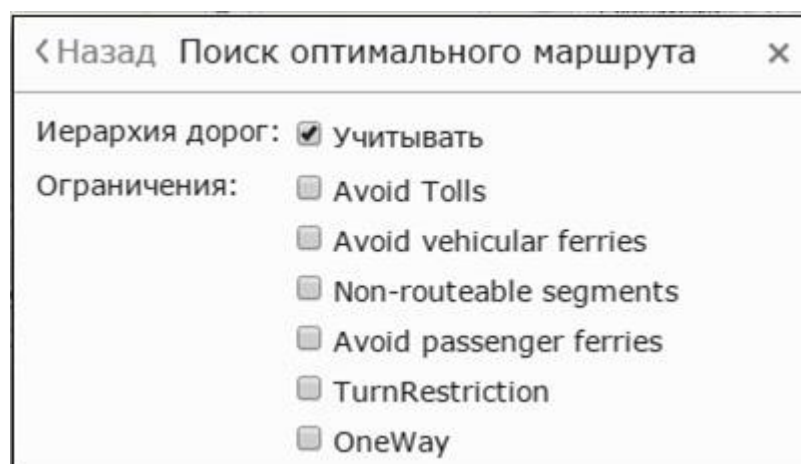 Назад Поиск оптимального маршрута
Иерархия дорог: Учитывать
Ограничения: Avoid Tolls
Avoid vehicular ferries
Non-routeable segments
Avoid passenger ferries
TurnRestriction
OneWay